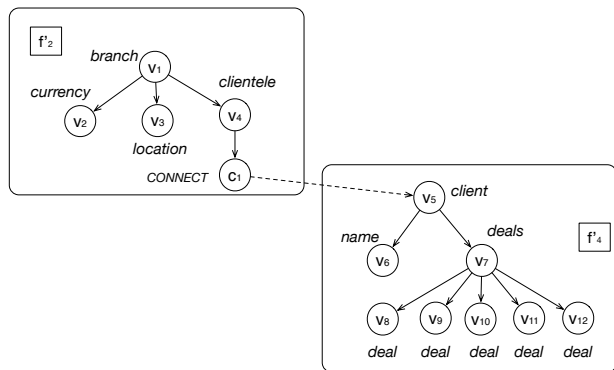 f'₂
branch
v₁
clientele
currency
v₂
v₃
v₄
location
CONNECT
c₁
client
v₅
f'₄
name
deals
v₆
v₇
v₈
v₉
v₁₀
v₁₁
v₁₂
deal deal deal deal deal